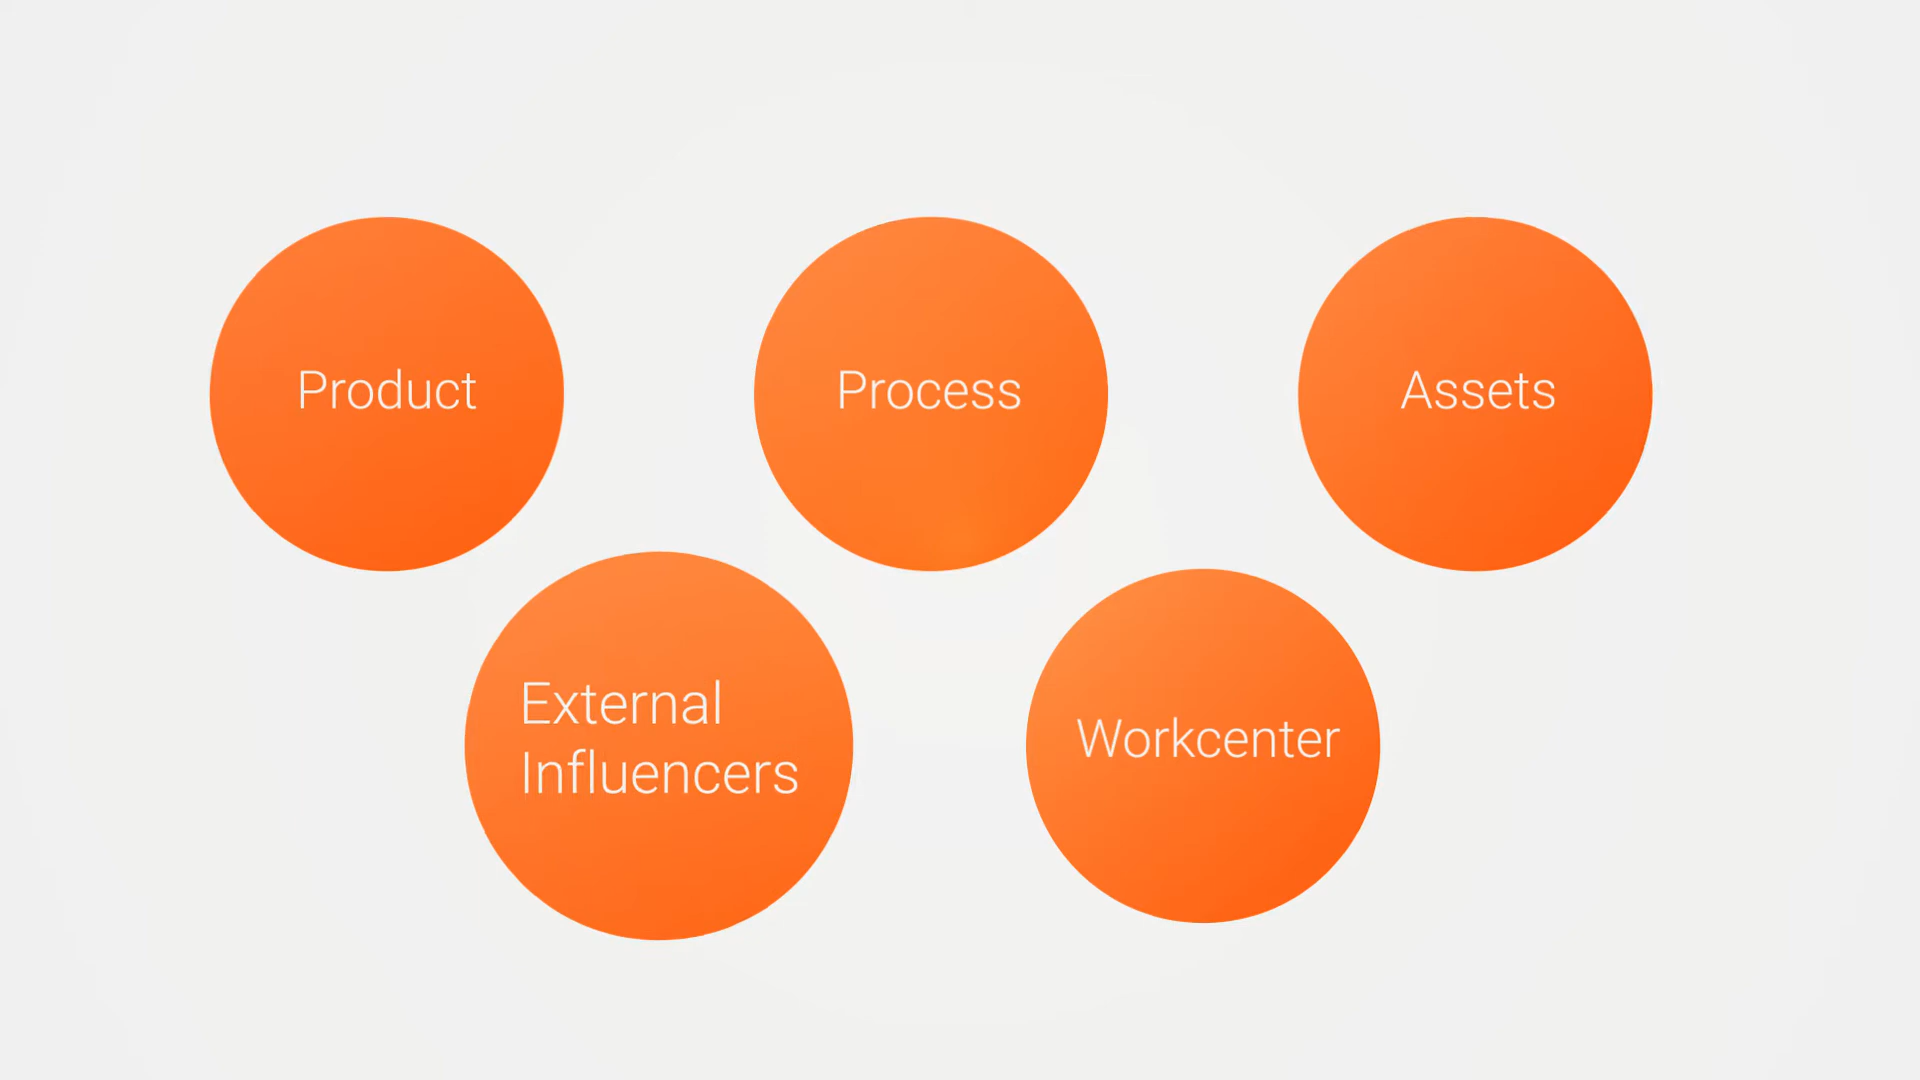 Product
Process
Assets
External
Influencers
Workcenter